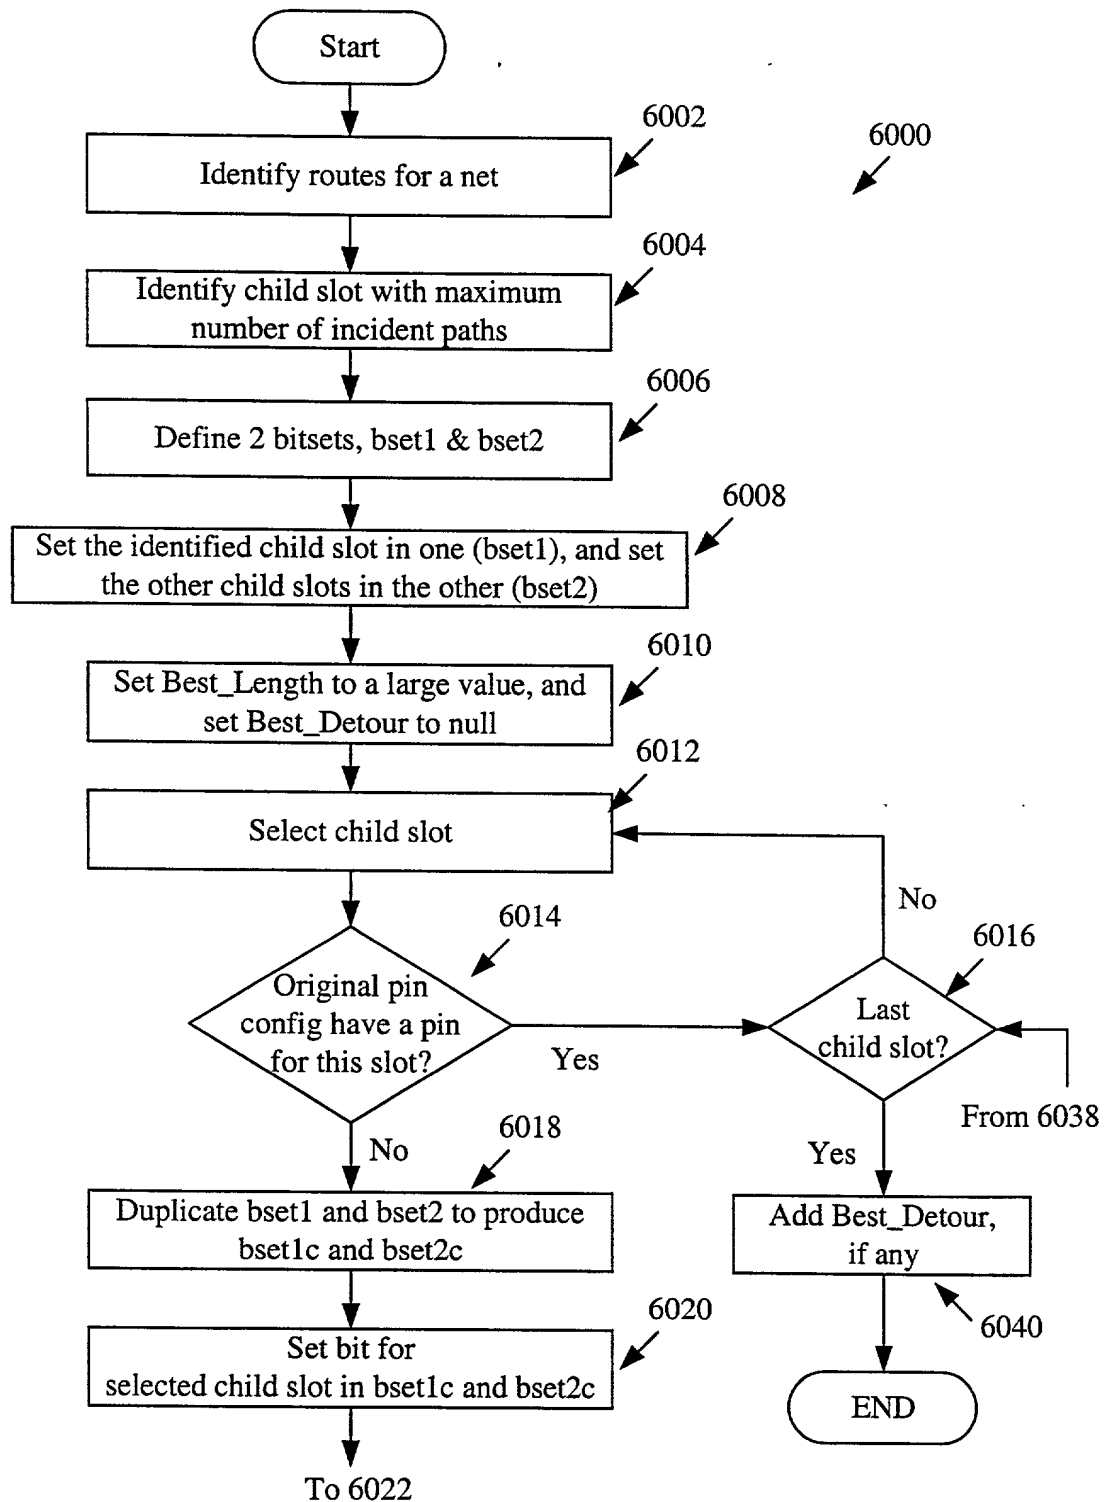 Start
6002
6000
Identify routes for a net
6004
Identify child slot with maximum
number of incident paths
6006
Define 2 bitsets, bset1 & bset2
6008
Set the identified child slot in one (bset1), and set
the other child slots in the other (bset2)
6010
Set Best_Length to a large value, and
set Best_Detour to null
6012
Select child slot
No
6014
6016
Original pin
config have a pin
for this slot?
Yes
Last
child slot?
From 6038
No
6018
Yes
Duplicate bset1 and bset2 to produce
bset1c and bset2c
Add Best_Detour,
if any
6020
6040
Set bit for
selected child slot in bset1c and bset2c
END
To 6022